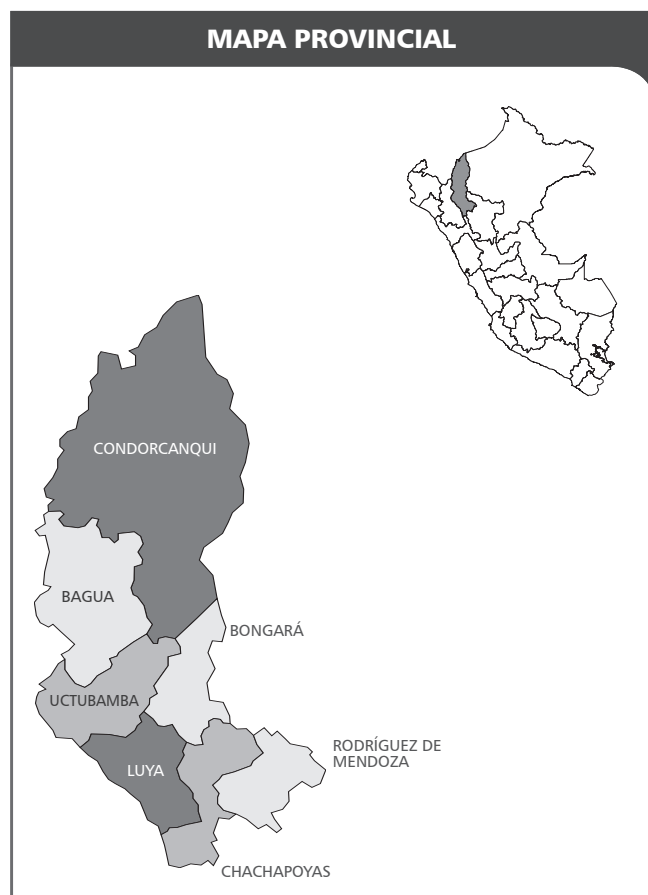 MAPA PROVINCIAL
CONDORCANQUI
BAGUA
BONGARÁ
UCTUBAMBA
RODRÍGUEZ DE
MENDOZA
LUYA
CHACHAPOYAS